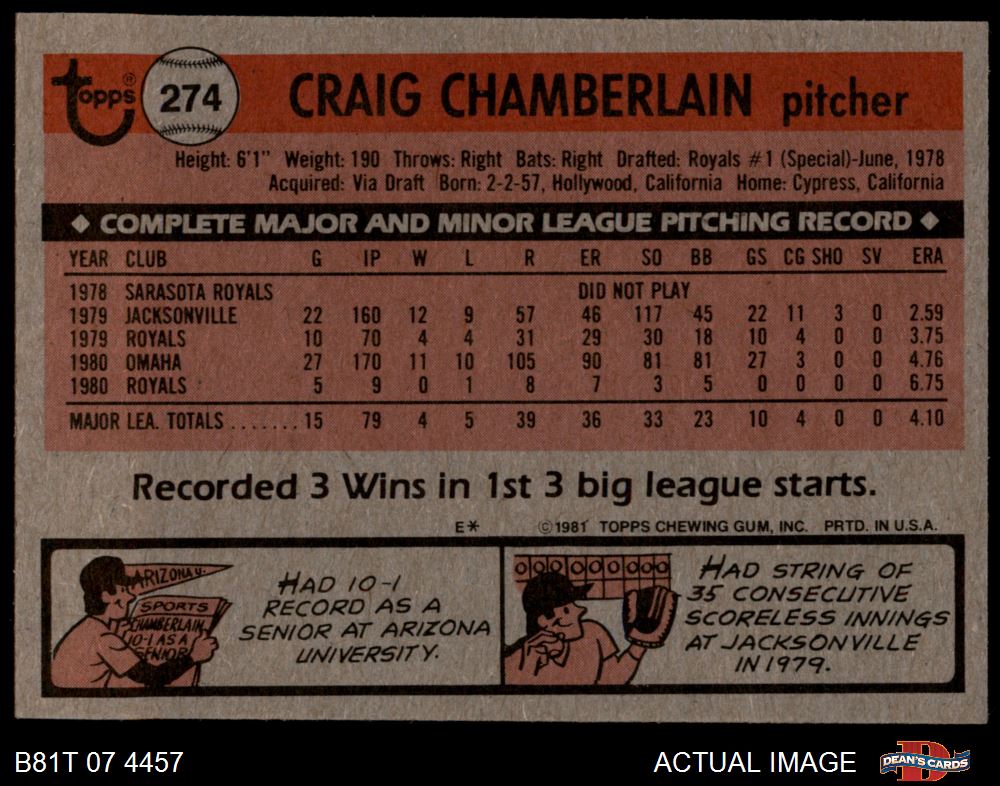 Topps® 274 CRAIG CHAMBERLAIN pitcher
Height: 6'1" Weight: 190 Throws: Right Bats: Right Drafted: Royals #1 (Special)-June, 1978
Acquired: Via Draft Born: 2-2-57, Hollywood, California Home: Cypress, California
◆ COMPLETE MAJOR AND MINOR LEAGUE PITCHING RECORD ◆
YEAR CLUB G IP W L R ER SO BB GS CG SHO SV ERA
1978 SARASOTA ROYALS DID NOT PLAY
1979 JACKSONVILLE 22 160 12 9 57 46 117 45 22 11 3 0 2.59
1979 ROYALS 10 70 4 4 31 29 30 18 10 4 0 0 3.75
1980 OMAHA 27 170 11 10 105 90 81 81 27 3 0 0 4.76
1980 ROYALS 5 9 0 1 8 7 3 5 0 0 0 0 6.75
MAJOR LEA. TOTALS ....... 15 79 4 5 39 36 33 23 10 4 0 0 4.10
Recorded 3 Wins in 1st 3 big league starts.
E* ©1981 TOPPS CHEWING GUM, INC. PRTD. IN U.S.A.
ARIZONA U.
SPORTS
CHAMBERLAIN
10-1 AS A
SENIOR
HAD 10-1
RECORD AS A
SENIOR AT ARIZONA
UNIVERSITY.
000000000
HAD STRING OF
35 CONSECUTIVE
SCORELESS INNINGS
AT JACKSONVILLE
IN 1979.
B81T 07 4457 ACTUAL IMAGE D DEAN'S CARDS